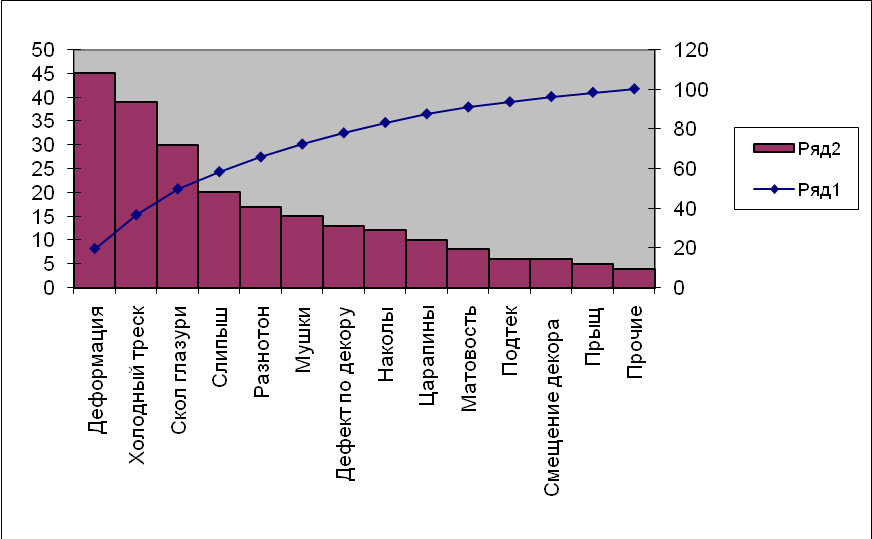 50
45
40
35
30
25
20
15
10
5
0
120
100
80
60
40
20
0
Деформация
Холодный треск
Скол глазури
Слипыш
Разнотон
Мушки
Дефект по декору
Наколы
Царапины
Матовость
Подтек
Смещение декора
Прыщ
Прочие
Ряд2
Ряд1